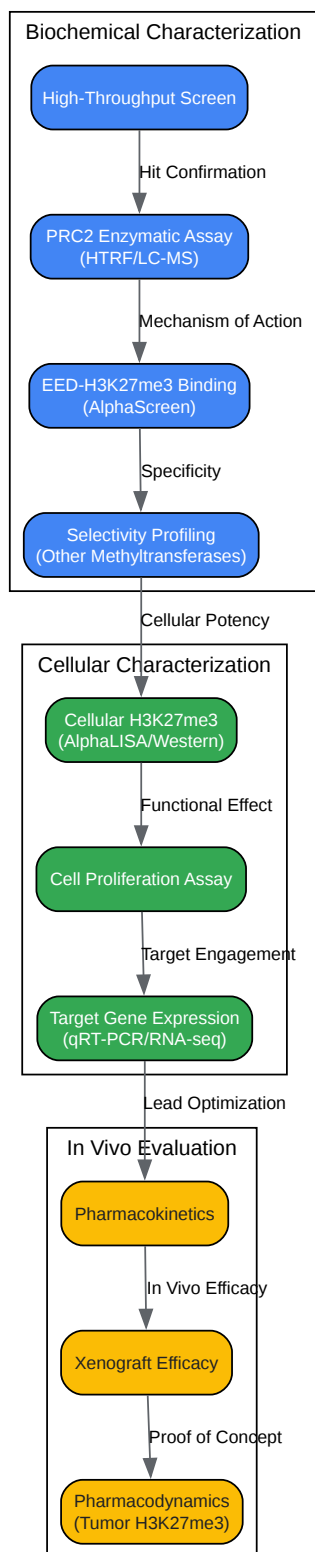 Biochemical Characterization
High-Throughput Screen
Hit Confirmation
PRC2 Enzymatic Assay
(HTRF/LC-MS)
Mechanism of Action
EED-H3K27me3 Binding
(AlphaScreen)
Specificity
Selectivity Profiling
(Other Methyltransferases)
Cellular Potency
Cellular Characterization
Cellular H3K27me3
(AlphaLISA/Western)
Functional Effect
Cell Proliferation Assay
Target Engagement
Target Gene Expression
(qRT-PCR/RNA-seq)
Lead Optimization
In Vivo Evaluation
Pharmacokinetics
In Vivo Efficacy
Xenograft Efficacy
Proof of Concept
Pharmacodynamics
(Tumor H3K27me3)